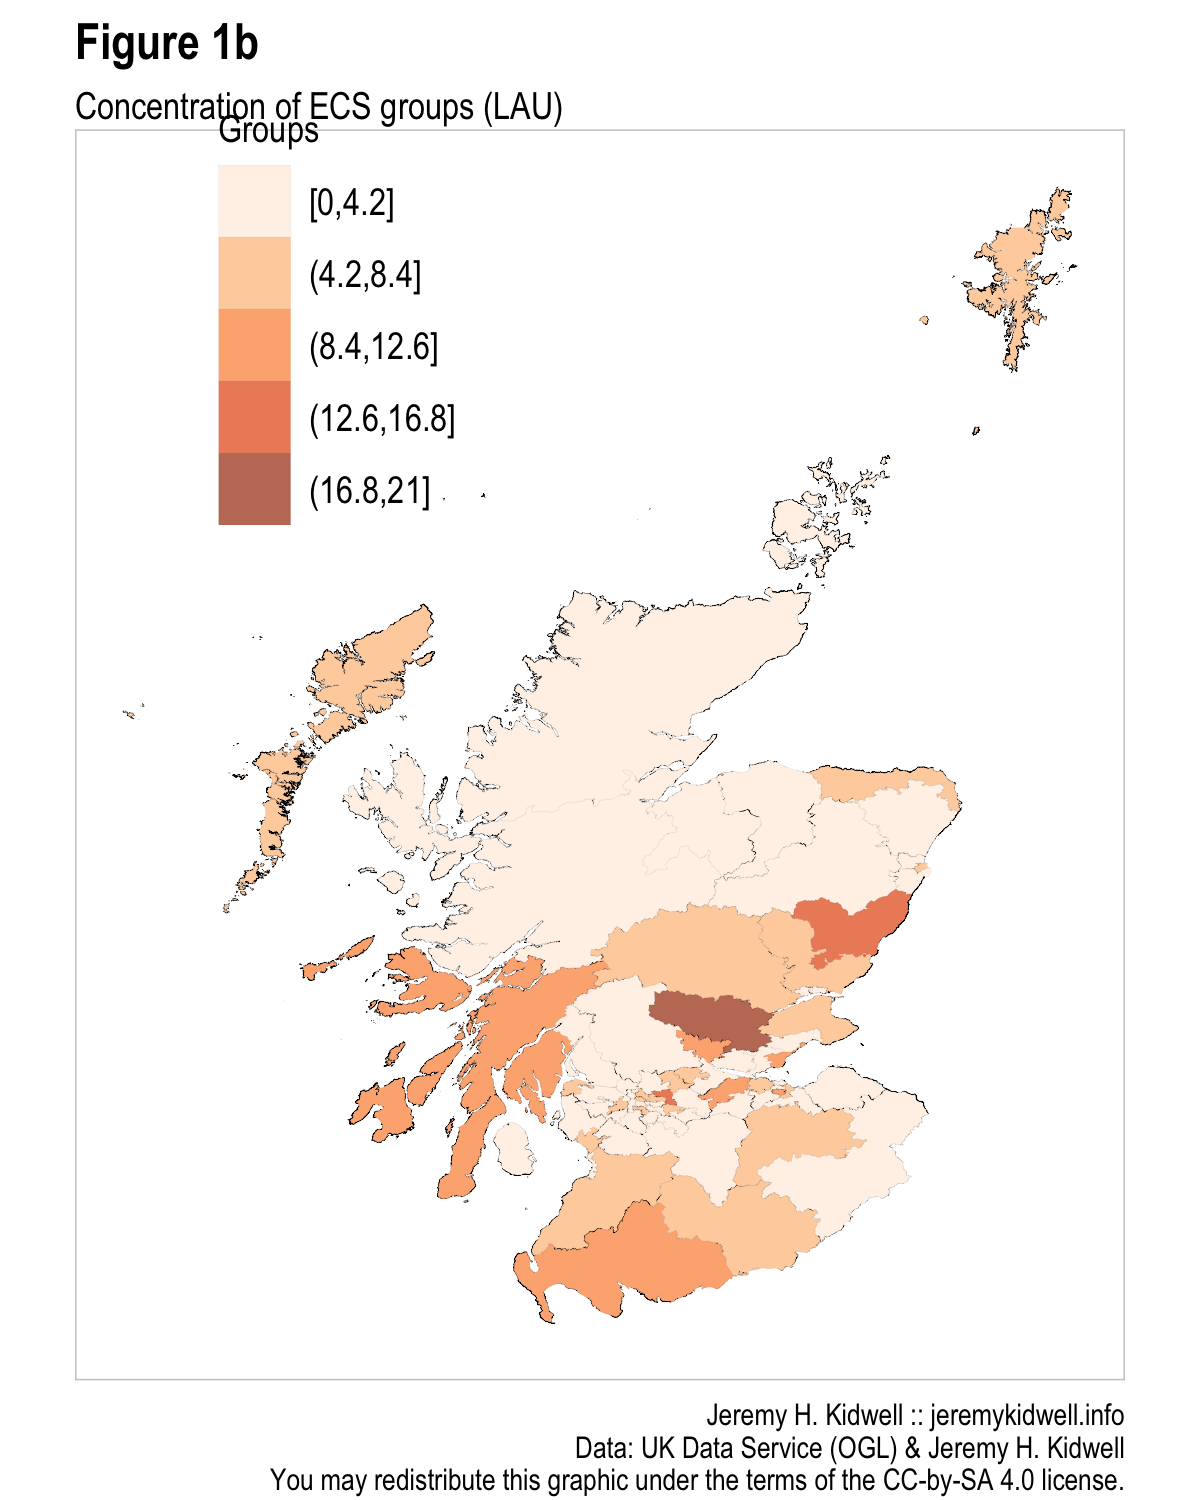 Figure 1b
Concentration of ECS groups (LAU)
Groups
[0,4.2]
(4.2,8.4]
(8.4,12.6]
(12.6,16.8]
(16.8,21]
Jeremy H. Kidwell :: jeremykidwell.info
Data: UK Data Service (OGL) & Jeremy H. Kidwell
You may redistribute this graphic under the terms of the CC-by-SA 4.0 license.